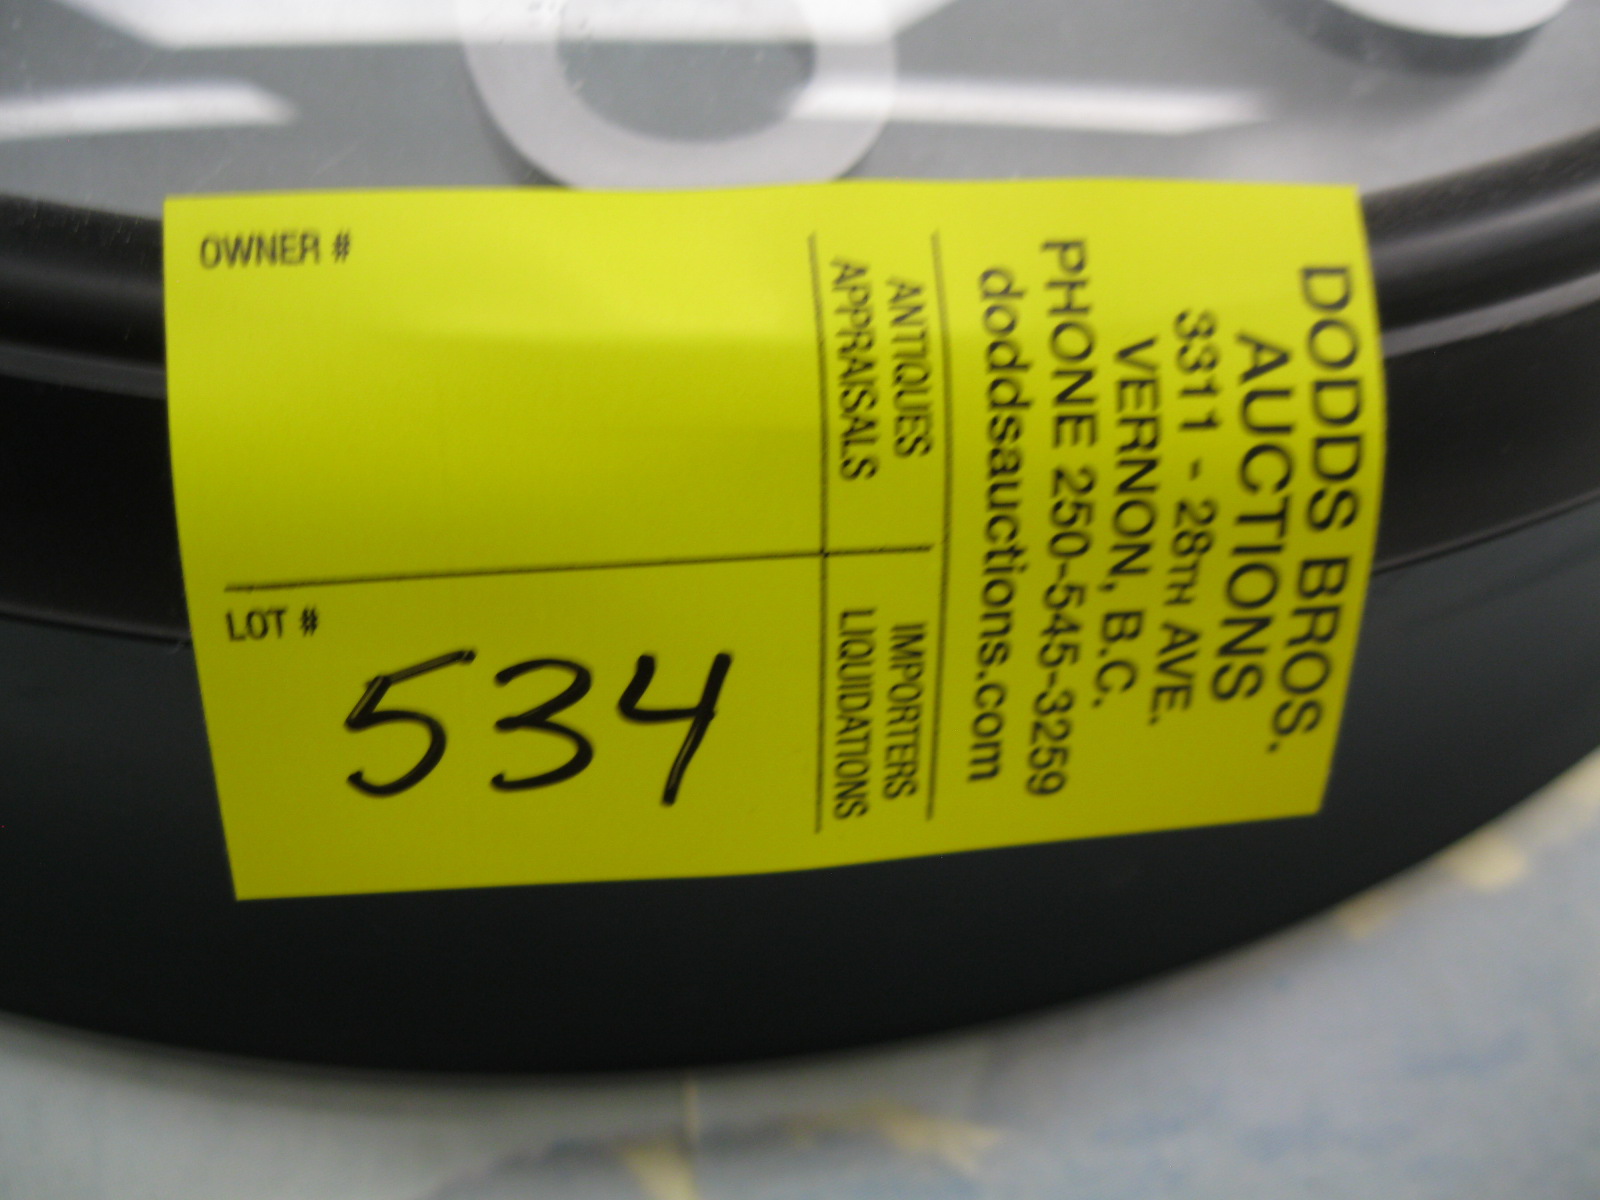 DODDS BROS.
AUCTIONS
3311 - 28TH AVE.
VERNON, B.C.
PHONE 250-545-3259
doddsauctions.com
ANTIQUES
APPRAISALS
IMPORTERS
LIQUIDATIONS
OWNER #
LOT #
534